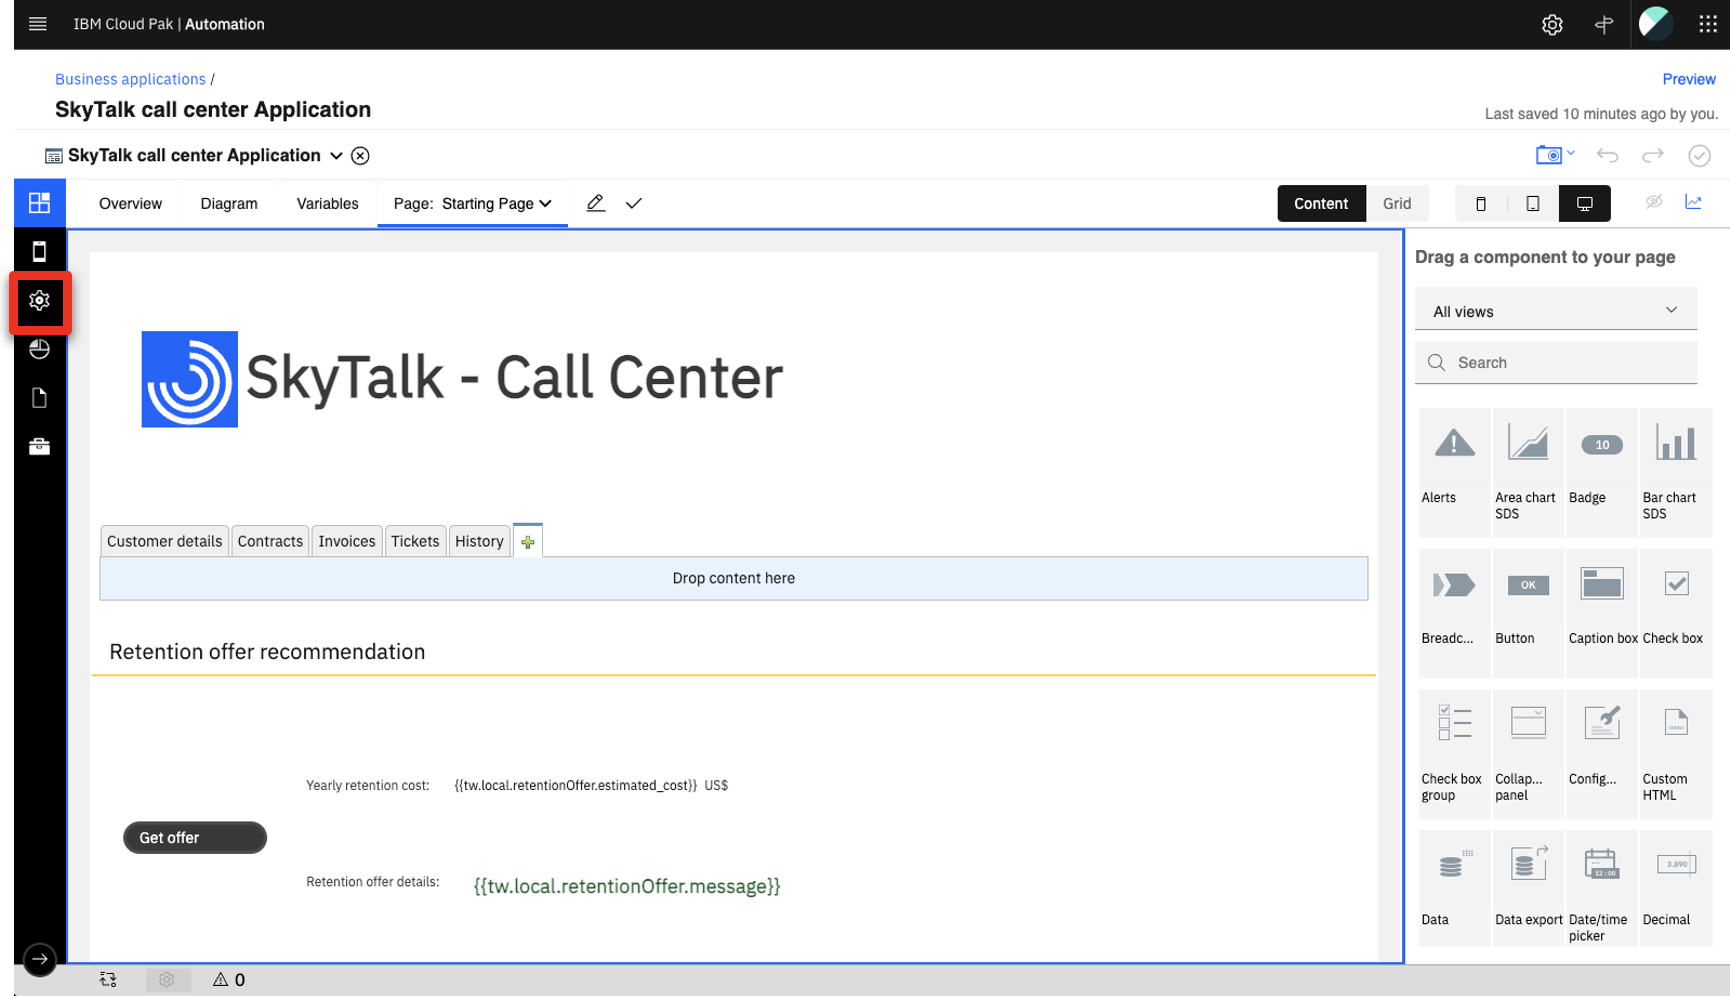 IBM Cloud Pak | Automation
Business applications /
Preview
SkyTalk call center Application
Last saved 10 minutes ago by you.
SkyTalk call center Application
Overview
Diagram
Variables
Page: Starting Page
Content
Grid
Drag a component to your page
All views
Search
SkyTalk - Call Center
Customer details
Contracts
Invoices
Tickets
History
Drop content here
Retention offer recommendation
Yearly retention cost: {{tw.local.retentionOffer.estimated_cost}} US$
Get offer
Retention offer details: {{tw.local.retentionOffer.message}}
10
Alerts
Area chart
SDS
Badge
Bar chart
SDS
OK
Breadc...
Button
Caption box
Check box
Check box
group
Collap...
panel
Config...
Custom
HTML
12:00
3.890
Data
Data export
Date/time
picker
Decimal
0